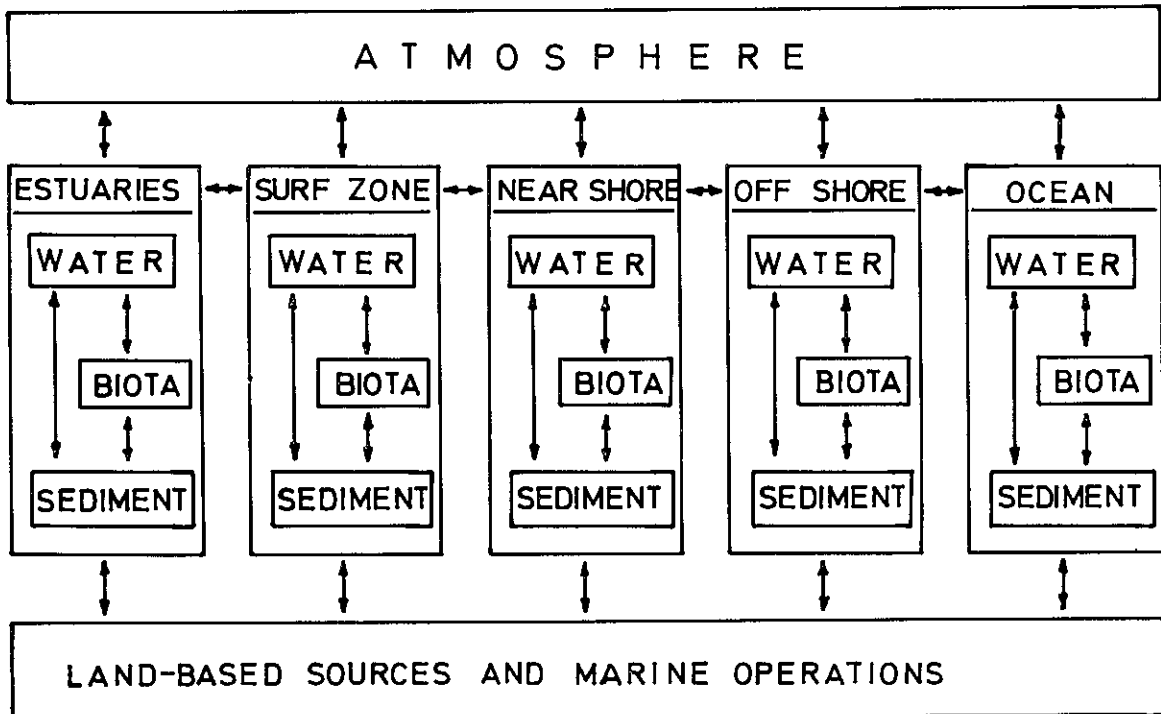 ATMOSPHERE
ESTUARIES
SURF ZONE
NEAR SHORE
OFF SHORE
OCEAN
WATER
WATER
WATER
WATER
WATER
BIOTA
BIOTA
BIOTA
BIOTA
BIOTA
SEDIMENT
SEDIMENT
SEDIMENT
SEDIMENT
SEDIMENT
LAND-BASED SOURCES AND MARINE OPERATIONS